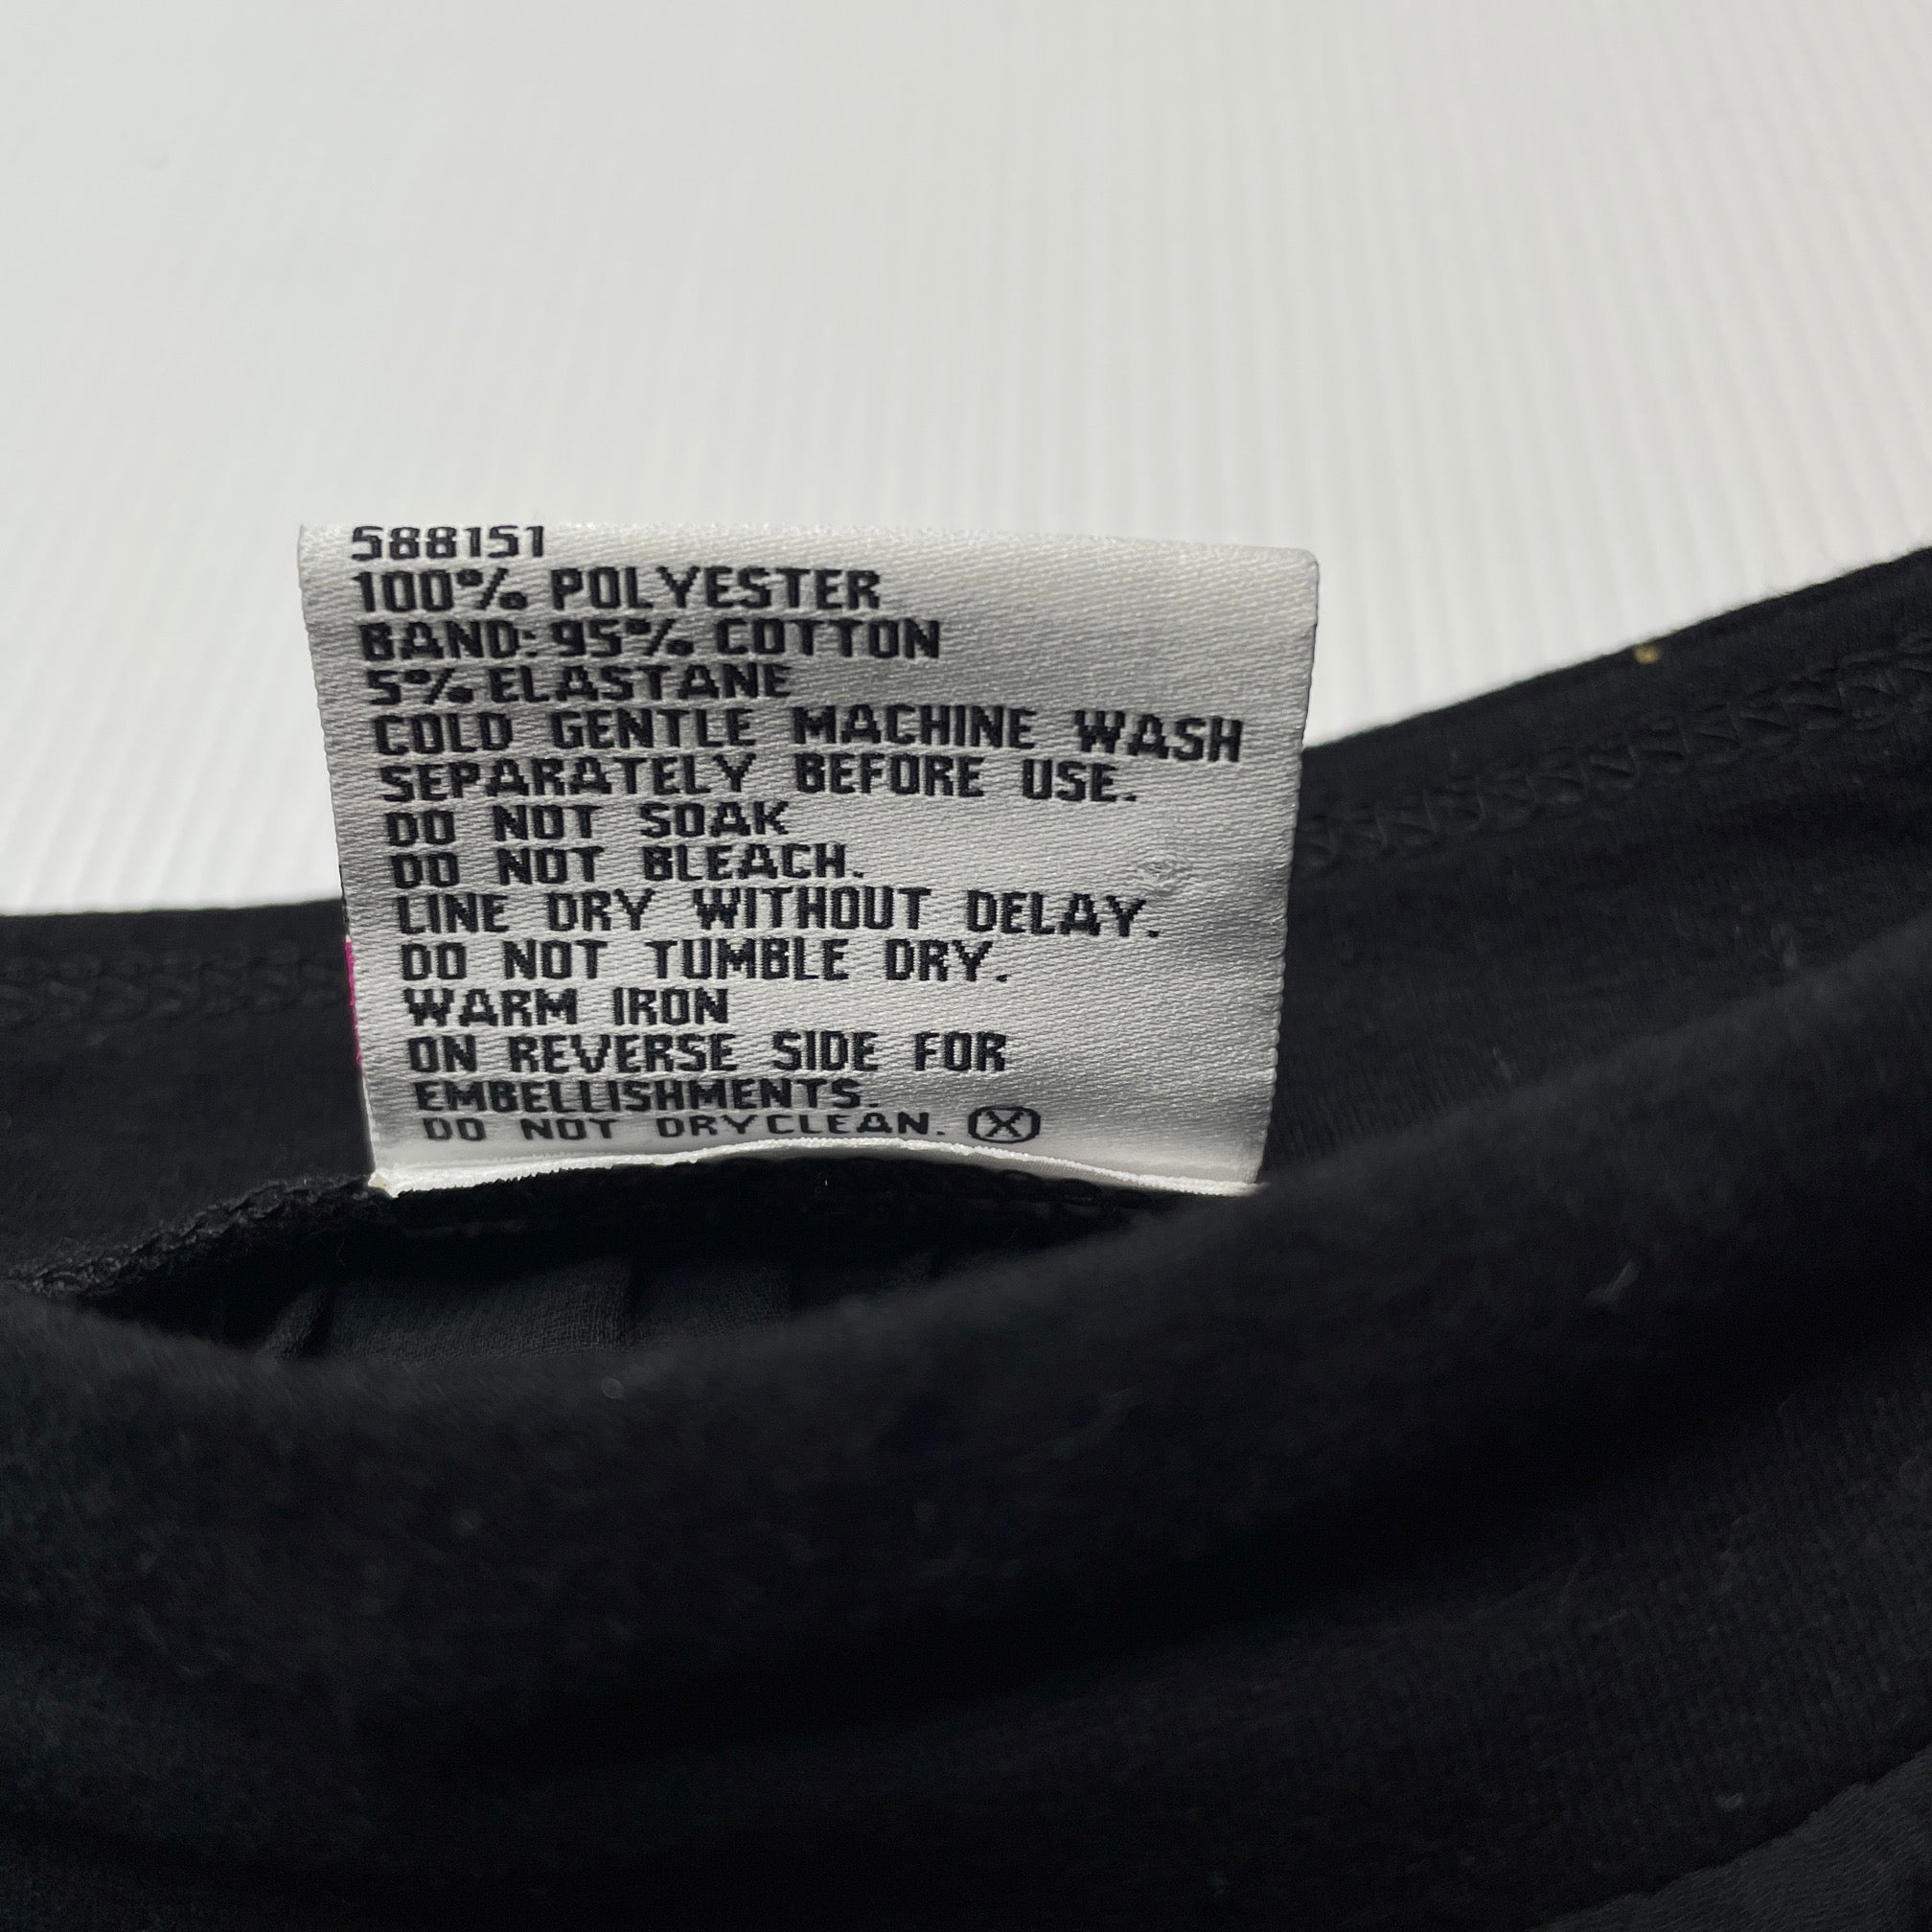 588151
100% POLYESTER
BAND: 95% COTTON
5% ELASTANE
COLD GENTLE MACHINE WASH
SEPARATELY BEFORE USE.
DO NOT SOAK
DO NOT BLEACH.
LINE DRY WITHOUT DELAY.
DO NOT TUMBLE DRY.
WARM IRON
ON REVERSE SIDE FOR
EMBELLISHMENTS.
DO NOT DRYCLEAN. Ⓧ